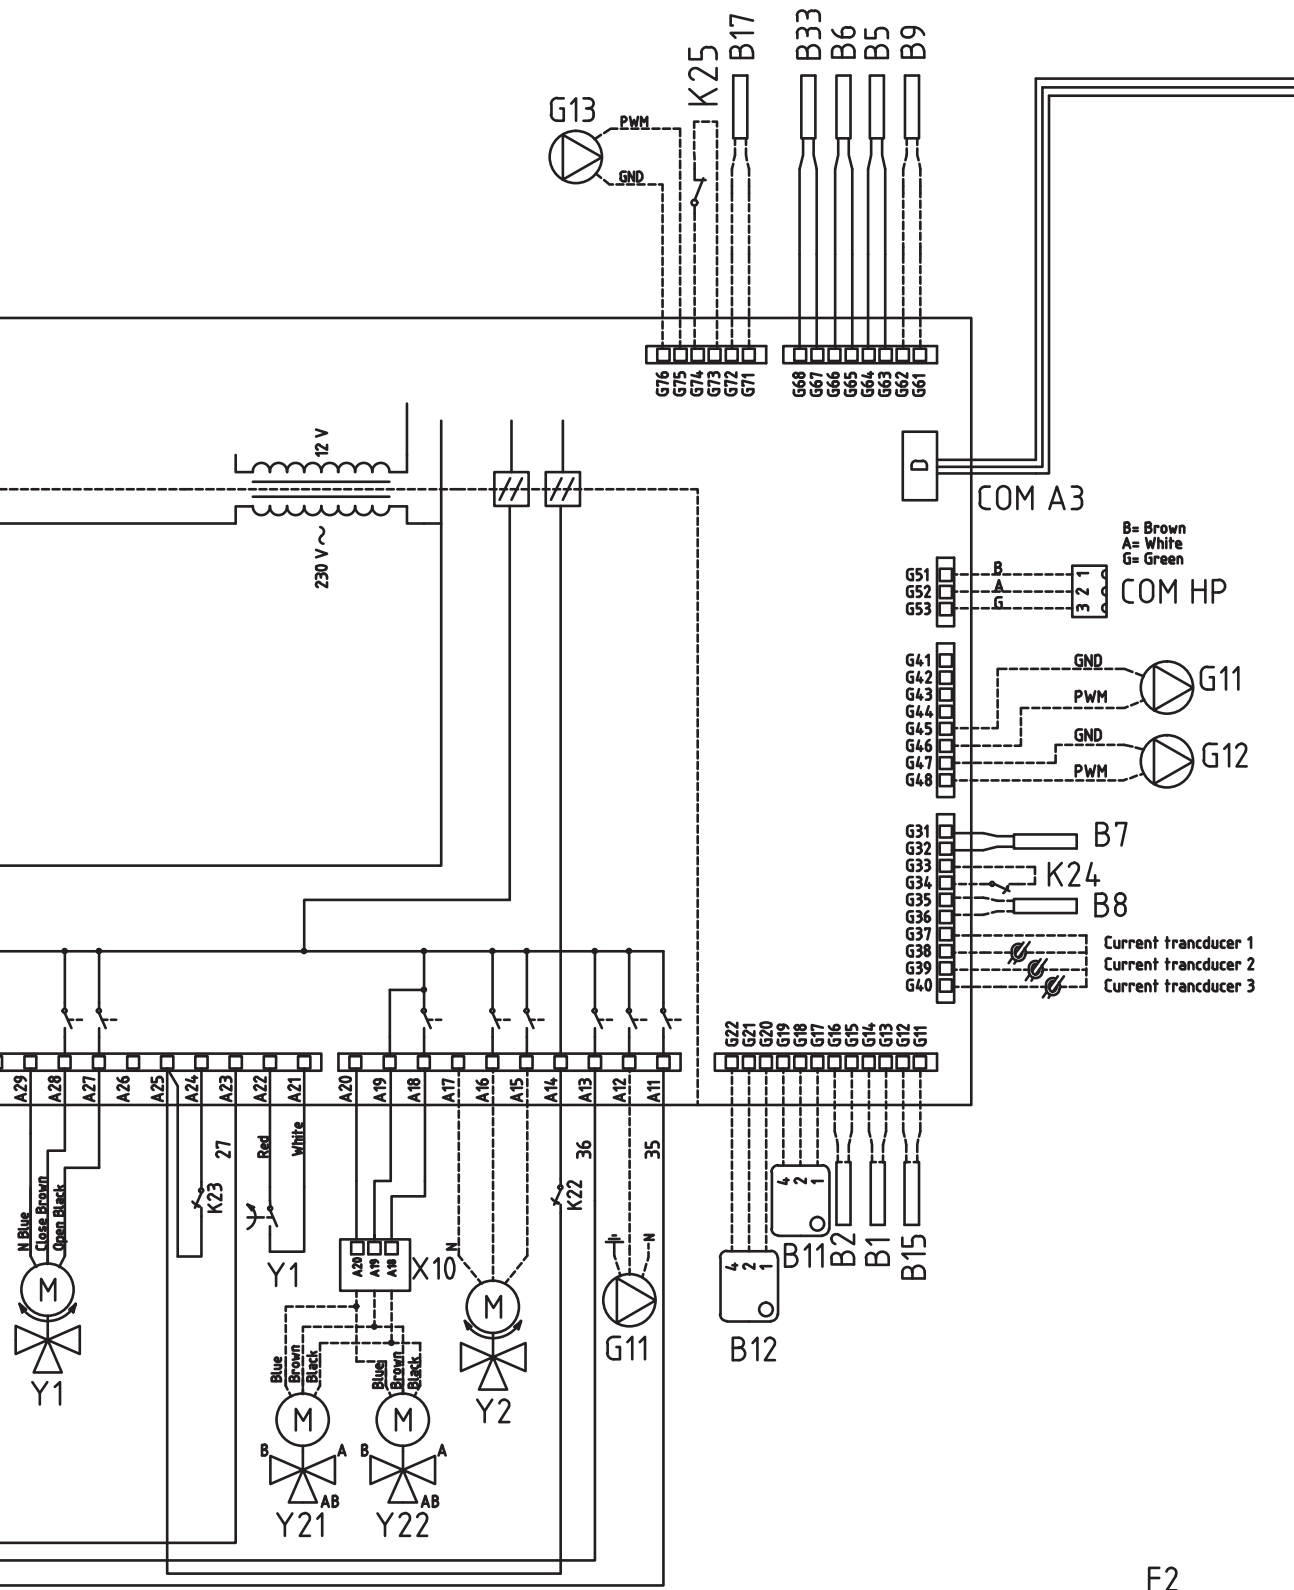 G13
K25
B17
B33
B6
B5
B9
PWM
GND
G76
G75
G74
G73
G72
G71
G68
G67
G66
G65
G64
G63
G62
G61
12 V
230 V ~
D
COM A3
B= Brown
A= White
G= Green
G51
G52
G53
B
A
G
1
2
3
COM HP
G41
G42
G43
G44
G45
G46
G47
G48
GND
PWM
G11
GND
PWM
G12
G31
G32
G33
G34
G35
G36
G37
G38
G39
G40
B7
K24
B8
Current trancducer 1
Current trancducer 2
Current trancducer 3
G22
G21
G20
G19
G18
G17
G16
G15
G14
G13
G12
G11
A29
A28
A27
A26
A25
A24
A23
A22
A21
A20
A19
A18
A17
A16
A15
A14
A13
A12
A11
N Blue
Close Brown
Open Black
K23
27
Red
White
Y1
K22
36
35
A20
A19
A18
X10
N
N
M
Y1
M
Y2
G11
4
2
1
B11
B2
B1
B15
4
2
1
B12
Blue
Brown
Black
Blue
Brown
Black
M
M
B
A
AB
Y21
B
A
AB
Y22
F2